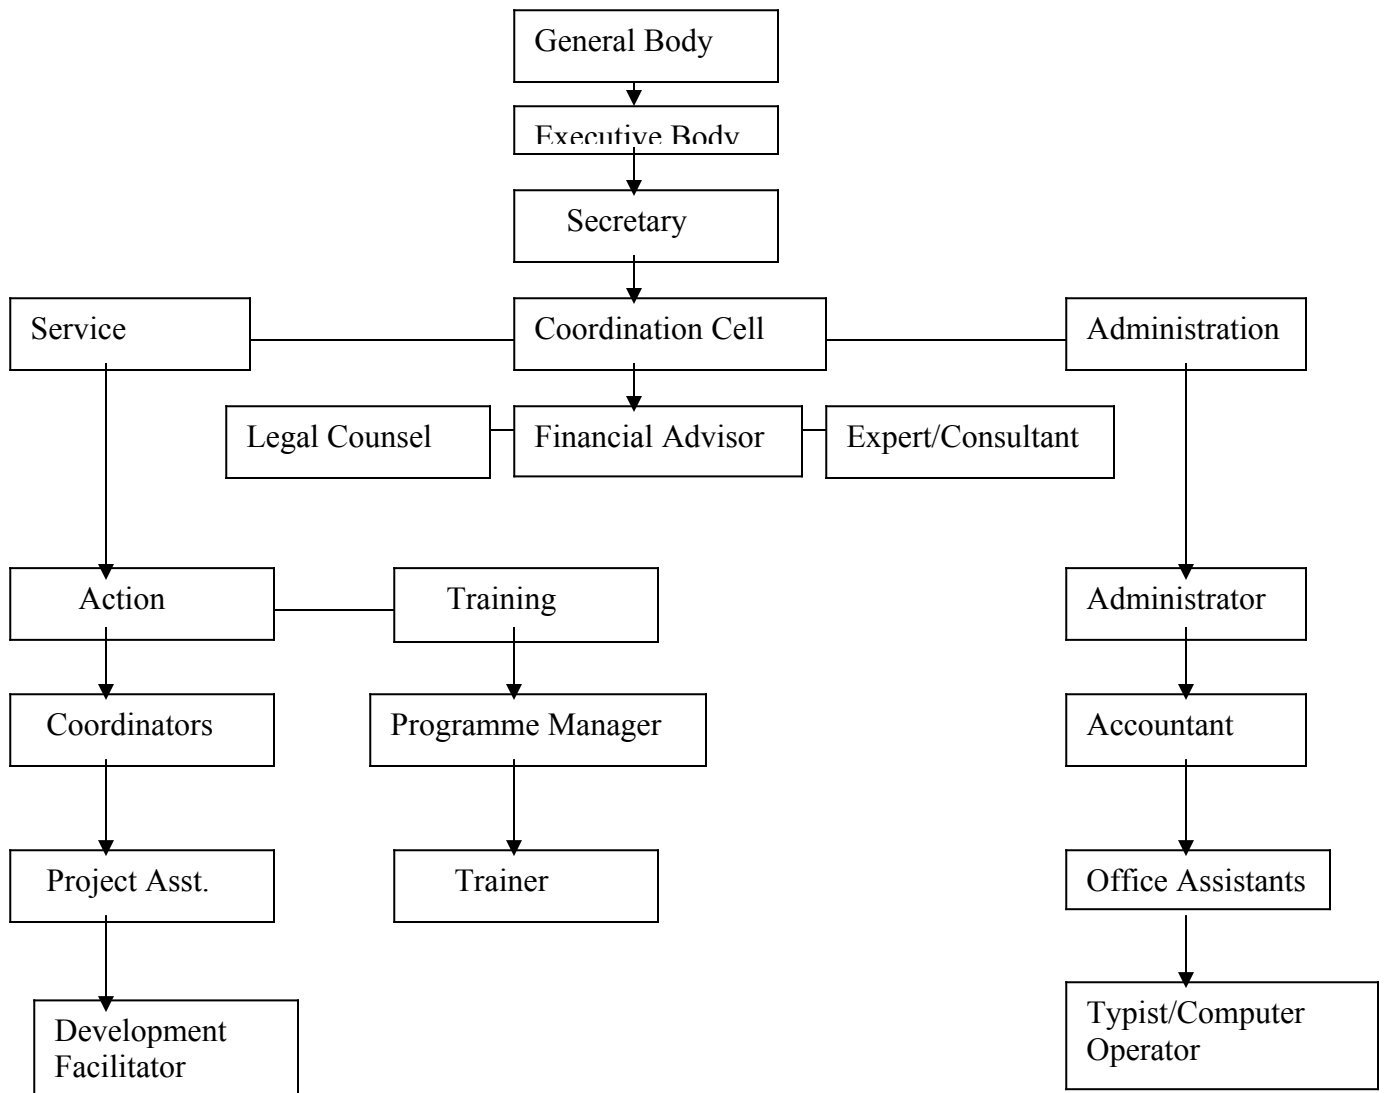 General Body
Executive Body
Secretary
Service
Coordination Cell
Administration
Legal Counsel
Financial Advisor
Expert/Consultant
Action
Training
Administrator
Coordinators
Programme Manager
Accountant
Project Asst.
Trainer
Office Assistants
Development
Facilitator
Typist/Computer
Operator